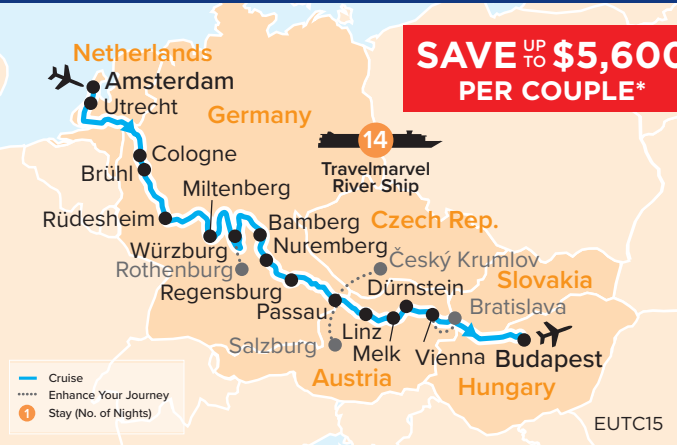 SAVE UP TO $5,600
PER COUPLE*
Netherlands
Amsterdam
Utrecht
Germany
14
Travelmarvel
River Ship
Cologne
Brühl
Miltenberg
Rüdesheim
Bamberg
Czech Rep.
Würzburg
Nuremberg
Rothenburg
Český Krumlov
Regensburg
Dürnstein
Slovakia
Passau
Bratislava
Linz
Salzburg
Melk
Vienna
Budapest
Austria
Hungary
Cruise
Enhance Your Journey
1 Stay (No. of Nights)
EUTC15